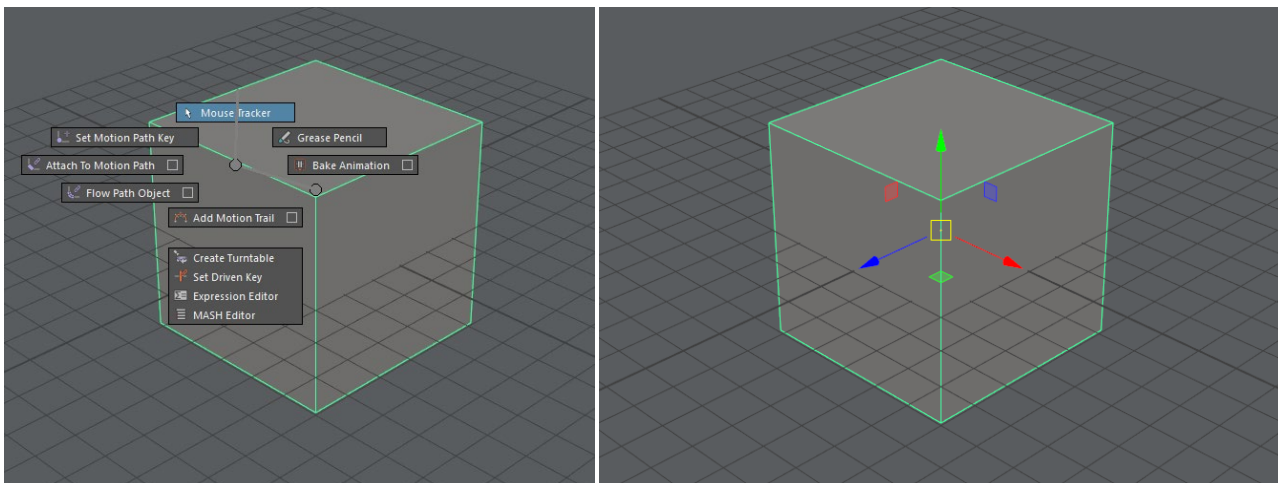 Mouse Tracker
Set Motion Path Key
Grease Pencil
Attach To Motion Path
Bake Animation
Flow Path Object
Add Motion Trail
Create Turntable
Set Driven Key
Expression Editor
MASH Editor